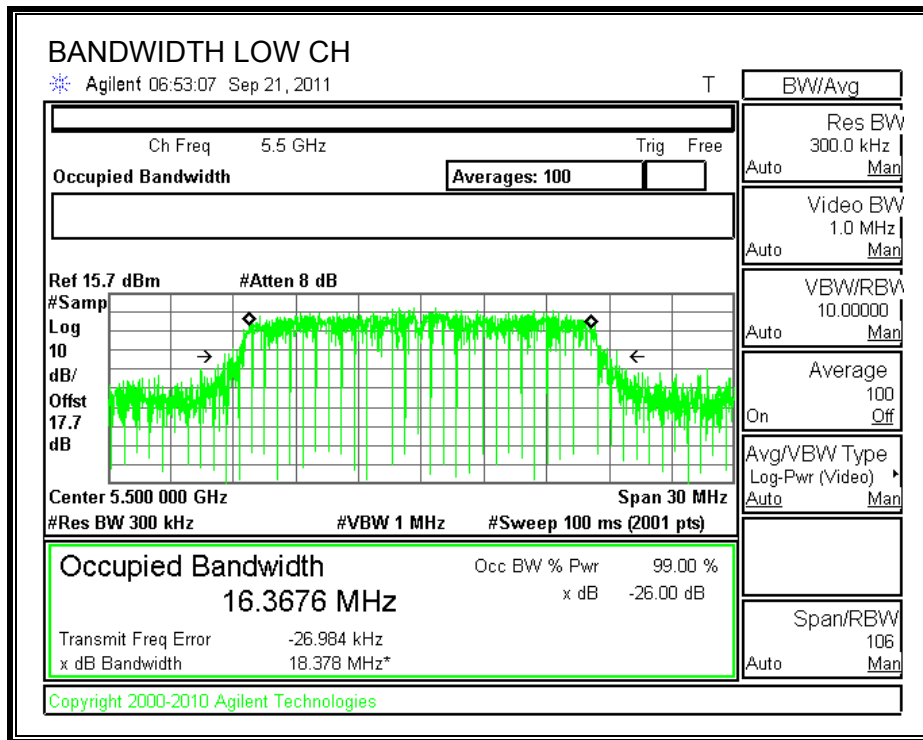 BANDWIDTH LOW CH
Agilent 06:53:07 Sep 21, 2011 T
Ch Freq 5.5 GHz Trig Free
Occupied Bandwidth Averages: 100
Ref 15.7 dBm #Atten 8 dB
#Samp
Log
10
dB/
Offst
17.7
dB
Center 5.500 000 GHz Span 30 MHz
#Res BW 300 kHz #VBW 1 MHz #Sweep 100 ms (2001 pts)
Occupied Bandwidth
16.3676 MHz
Occ BW % Pwr 99.00 %
x dB -26.00 dB
Transmit Freq Error -26.984 kHz
x dB Bandwidth 18.378 MHz*
Copyright 2000-2010 Agilent Technologies
BW/Avg
Res BW
300.0 kHz
Auto Man
Video BW
1.0 MHz
Auto Man
VBW/RBW
10.00000
Auto Man
Average
100
On Off
Avg/VBW Type
Log-Pwr (Video)
Auto Man
Span/RBW
106
Auto Man